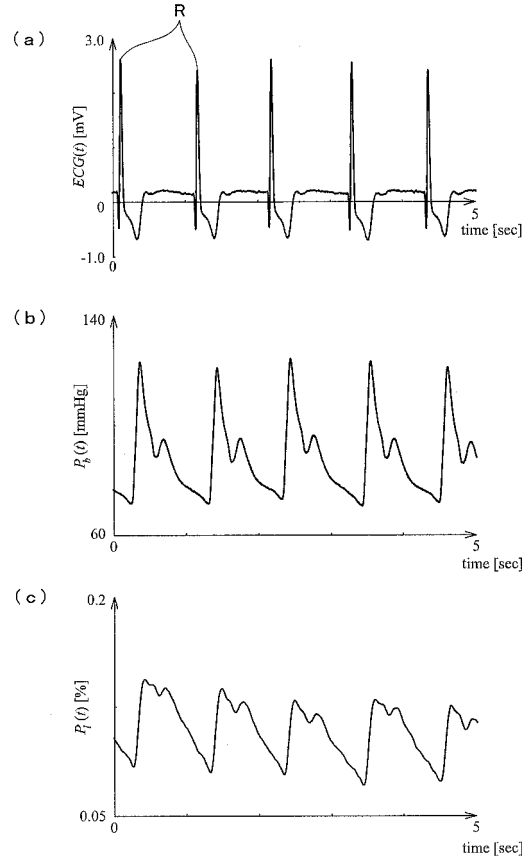 R
(a)
3.0
ECG(t) [mV]
0
5
time [sec]
-1.0
0
(b)
140
P_b(t) [mmHg]
60
0
5
time [sec]
(c)
0.2
P_l(t) [%]
0.05
0
5
time [sec]